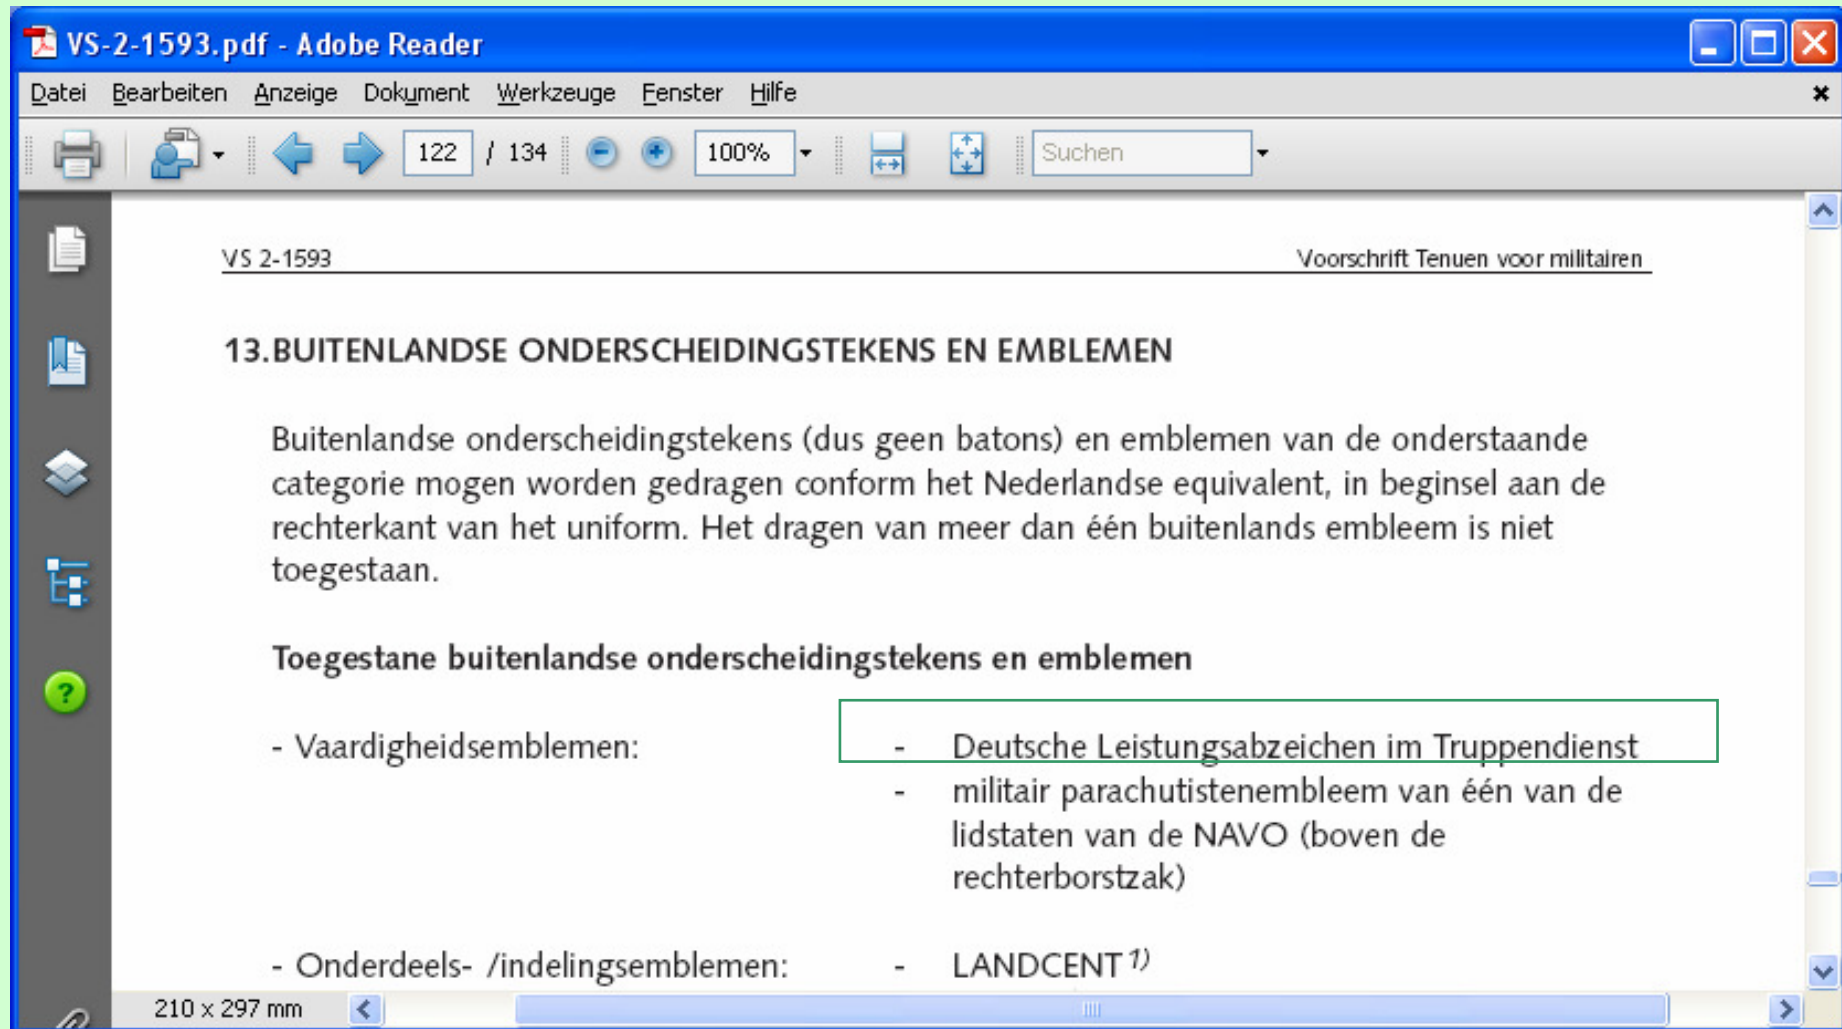 VS-2-1593.pdf - Adobe Reader
Datei Bearbeiten Anzeige Dokument Werkzeuge Fenster Hilfe
122 / 134 100% Suchen
VS 2-1593 Voorschrift Tenuen voor militairen
13.BUITENLANDSE ONDERSCHEIDINGSTEKENS EN EMBLEMEN
Buitenlandse onderscheidingstekens (dus geen batons) en emblemen van de onderstaande
categorie mogen worden gedragen conform het Nederlandse equivalent, in beginsel aan de
rechterkant van het uniform. Het dragen van meer dan één buitenlands embleem is niet
toegestaan.
Toegestane buitenlandse onderscheidingstekens en emblemen
- Vaardigheidsemblemen: - Deutsche Leistungsabzeichen im Truppendienst
- militair parachutistenembleem van één van de
lidstaten van de NAVO (boven de
rechterborstzak)
- Onderdeels- /indelingsemblemen: - LANDCENT 1)
210 x 297 mm